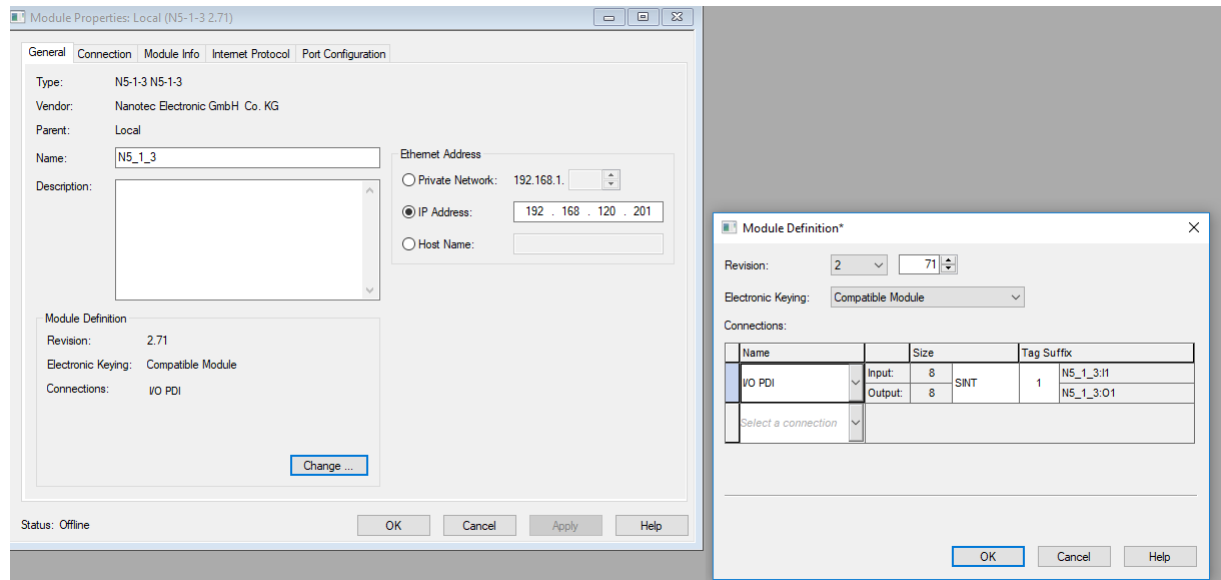 Module Properties: Local (N5-1-3 2.71)
General Connection Module Info Internet Protocol Port Configuration
Type: N5-1-3 N5-1-3
Vendor: Nanotec Electronic GmbH Co. KG
Parent: Local
Name: N5_1_3
Description:
Ethernet Address
Private Network: 192.168.1.
IP Address: 192 . 168 . 120 . 201
Host Name:
Module Definition
Revision: 2.71
Electronic Keying: Compatible Module
Connections: I/O PDI
Change ...
Status: Offline
OK Cancel Apply Help
Module Definition*
Revision: 2 71
Electronic Keying: Compatible Module
Connections:
Name Size Tag Suffix
I/O PDI Input: 8 SINT 1 N5_1_3:I1
Output: 8 N5_1_3:O1
Select a connection
OK Cancel Help